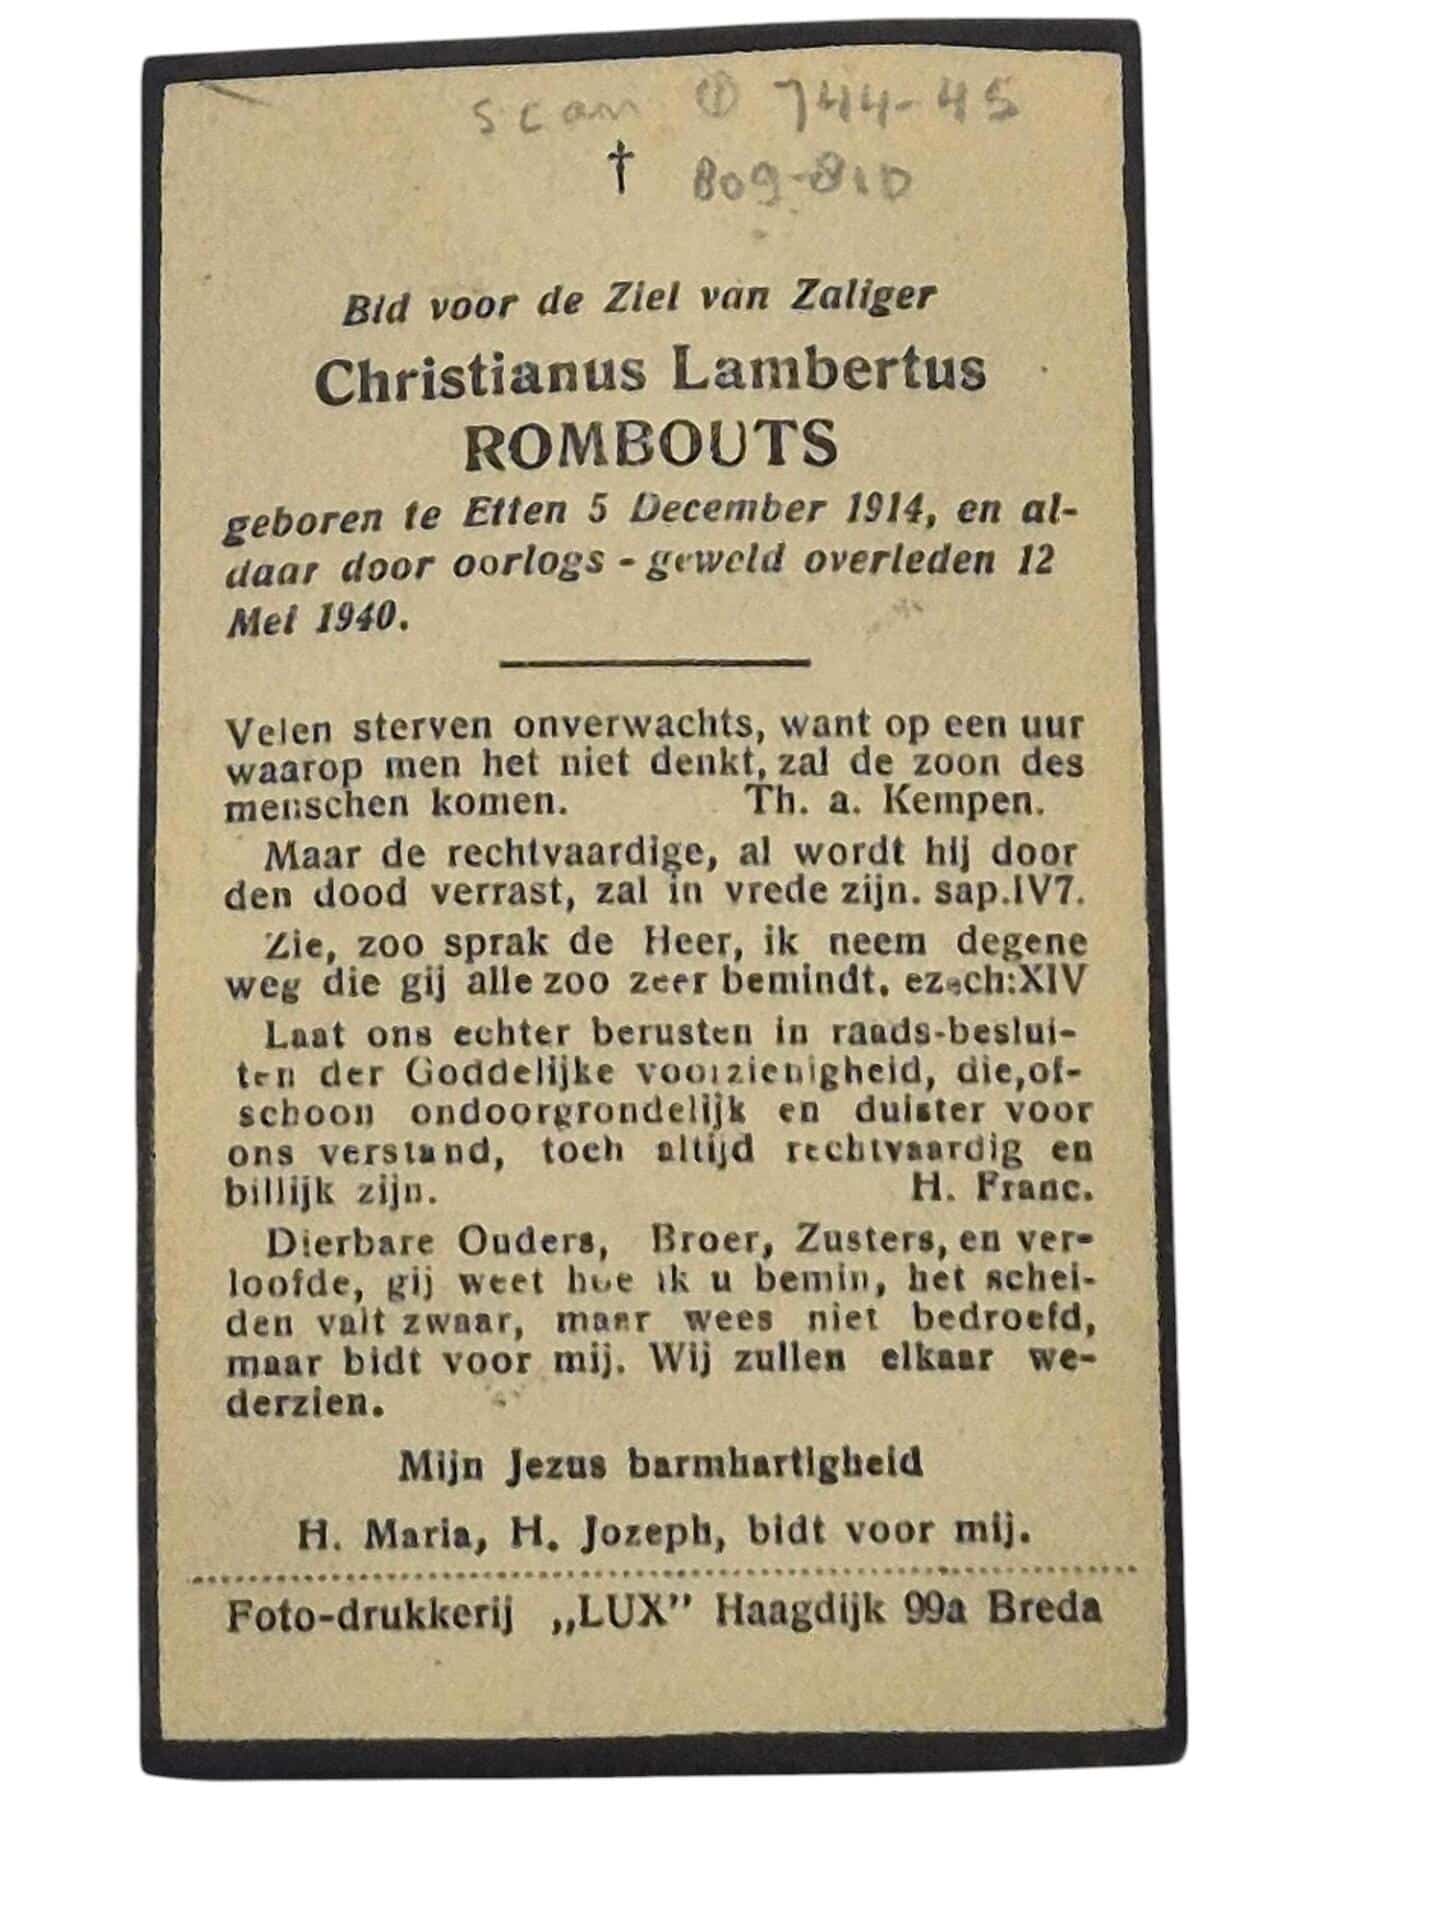 scan ① 744-45
809-810
Bid voor de Ziel van Zaliger
Christianus Lambertus
ROMBOUTS
geboren te Etten 5 December 1914, en al-
daar door oorlogs - geweld overleden 12
Mei 1940.
Velen sterven onverwachts, want op een uur
waarop men het niet denkt, zal de zoon des
menschen komen. Th. a. Kempen.
Maar de rechtvaardige, al wordt hij door
den dood verrast, zal in vrede zijn. sap.IV7.
Zie, zoo sprak de Heer, ik neem degene
weg die gij alle zoo zeer bemindt. ezech:XIV
Laat ons echter berusten in raads-beslui-
ten der Goddelijke voorzienigheid, die,of-
schoon ondoorgrondelijk en duister voor
ons verstand, toch altijd rechtvaardig en
billijk zijn. H. Franc.
Dierbare Ouders, Broer, Zusters, en ver-
loofde, gij weet hoe ik u bemin, het schei-
den valt zwaar, maar wees niet bedroefd,
maar bidt voor mij. Wij zullen elkaar we-
derzien.
Mijn Jezus barmhartigheid
H. Maria, H. Jozeph, bidt voor mij.
Foto-drukkerij „LUX” Haagdijk 99a Breda